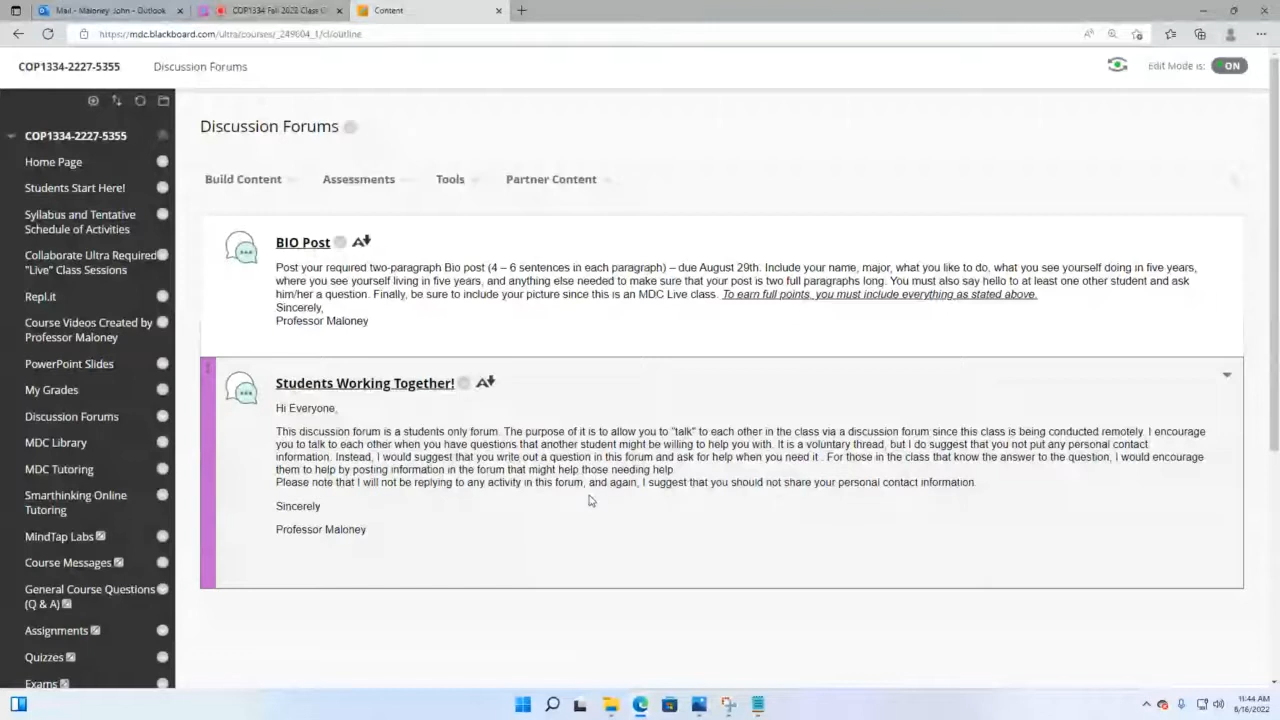 Mail - Maloney, John - Outlook
COP1334 Fall 2022 Class
Content
https://mdc.blackboard.com/ultra/courses/_249604_1/cl/outline
COP1334-2227-5355
Discussion Forums
Edit Mode is:
ON
COP1334-2227-5355
Home Page
Students Start Here!
Syllabus and Tentative
Schedule of Activities
Collaborate Ultra Required
"Live" Class Sessions
Repl.it
Course Videos Created by
Professor Maloney
PowerPoint Slides
My Grades
Discussion Forums
MDC Library
MDC Tutoring
Smarthinking Online
Tutoring
MindTap Labs
Course Messages
General Course Questions
(Q & A)
Assignments
Quizzes
Exams
Discussion Forums
Build Content
Assessments
Tools
Partner Content
BIO Post
Post your required two-paragraph Bio post (4 – 6 sentences in each paragraph) – due August 29th. Include your name, major, what you like to do, what you see yourself doing in five years,
where you see yourself living in five years, and anything else needed to make sure that your post is two full paragraphs long. You must also say hello to at least one other student and ask
him/her a question. Finally, be sure to include your picture since this is an MDC Live class. To earn full points, you must include everything as stated above.
Sincerely,
Professor Maloney
Students Working Together!
Hi Everyone,
This discussion forum is a students only forum. The purpose of it is to allow you to "talk" to each other in the class via a discussion forum since this class is being conducted remotely. I encourage
you to talk to each other when you have questions that another student might be willing to help you with. It is a voluntary thread, but I do suggest that you not put any personal contact
information. Instead, I would suggest that you write out a question in this forum and ask for help when you need it. For those in the class that know the answer to the question, I would encourage
them to help by posting information in the forum that might help those needing help.
Please note that I will not be replying to any activity in this forum, and again, I suggest that you should not share your personal contact information.
Sincerely
Professor Maloney
11:44 AM
8/16/2022